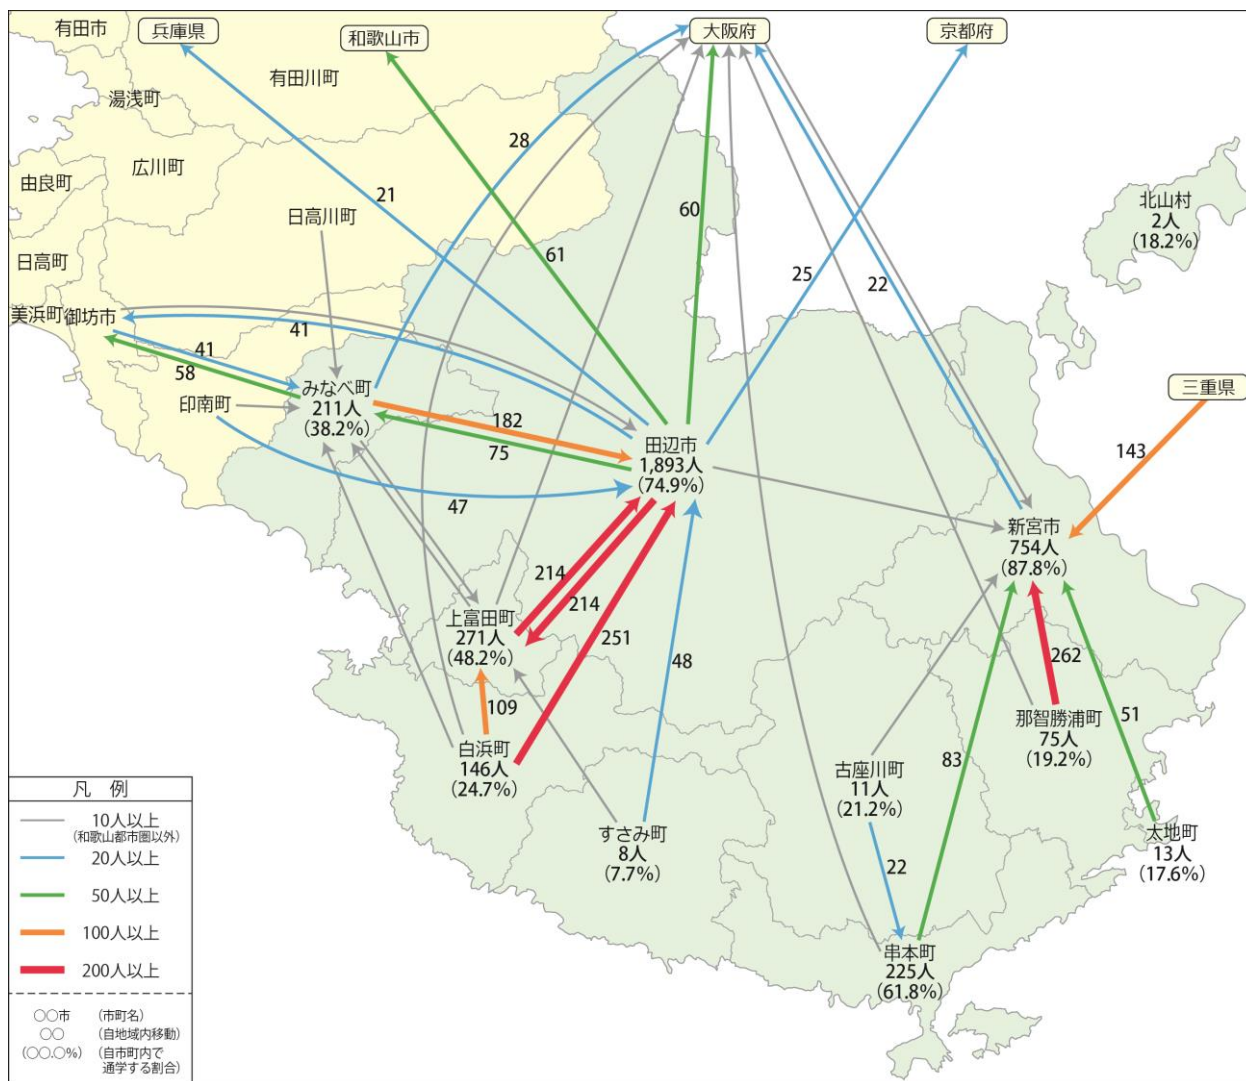 有田市
兵庫県
和歌山市
大阪府
京都府
有田川町
湯浅町
広川町
由良町
日高川町
日高町
美浜町
御坊市
印南町
北山村
2人
(18.2%)
三重県
28
21
61
60
25
22
143
41
41
58
みなべ町
211人
(38.2%)
182
75
47
田辺市
1,893人
(74.9%)
新宮市
754人
(87.8%)
214
214
251
上富田町
271人
(48.2%)
109
48
262
51
83
白浜町
146人
(24.7%)
那智勝浦町
75人
(19.2%)
古座川町
11人
(21.2%)
すさみ町
8人
(7.7%)
太地町
13人
(17.6%)
22
串本町
225人
(61.8%)
凡 例
10人以上
(和歌山都市圏以外)
20人以上
50人以上
100人以上
200人以上
○○市 (市町名)
○○ (自地域内移動)
(○○.○%) (自市町内で
通学する割合)